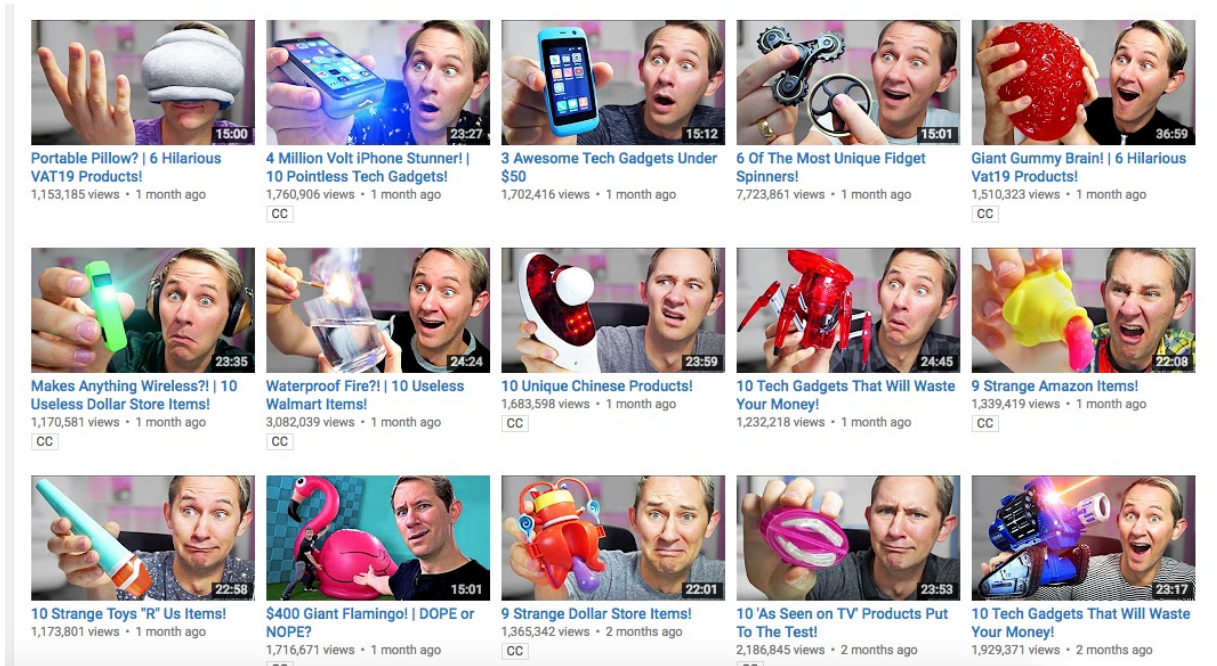 15:00
23:27
15:12
15:01
36:59
Portable Pillow? | 6 Hilarious
VAT19 Products!
1,153,185 views • 1 month ago
4 Million Volt iPhone Stunner! |
10 Pointless Tech Gadgets!
1,760,906 views • 1 month ago
CC
3 Awesome Tech Gadgets Under
$50
1,702,416 views • 1 month ago
6 Of The Most Unique Fidget
Spinners!
7,723,861 views • 1 month ago
Giant Gummy Brain! | 6 Hilarious
Vat19 Products!
1,510,323 views • 1 month ago
CC
23:35
24:24
23:59
24:45
22:08
Makes Anything Wireless?! | 10
Useless Dollar Store Items!
1,170,581 views • 1 month ago
CC
Waterproof Fire?! | 10 Useless
Walmart Items!
3,082,039 views • 1 month ago
CC
10 Unique Chinese Products!
1,683,598 views • 1 month ago
CC
10 Tech Gadgets That Will Waste
Your Money!
1,232,218 views • 1 month ago
9 Strange Amazon Items!
1,339,419 views • 1 month ago
CC
22:58
15:01
22:01
23:53
23:17
10 Strange Toys "R" Us Items!
1,173,801 views • 1 month ago
$400 Giant Flamingo! | DOPE or
NOPE?
1,716,671 views • 1 month ago
CC
9 Strange Dollar Store Items!
1,365,342 views • 2 months ago
CC
10 'As Seen on TV' Products Put
To The Test!
2,186,845 views • 2 months ago
CC
10 Tech Gadgets That Will Waste
Your Money!
1,929,371 views • 2 months ago